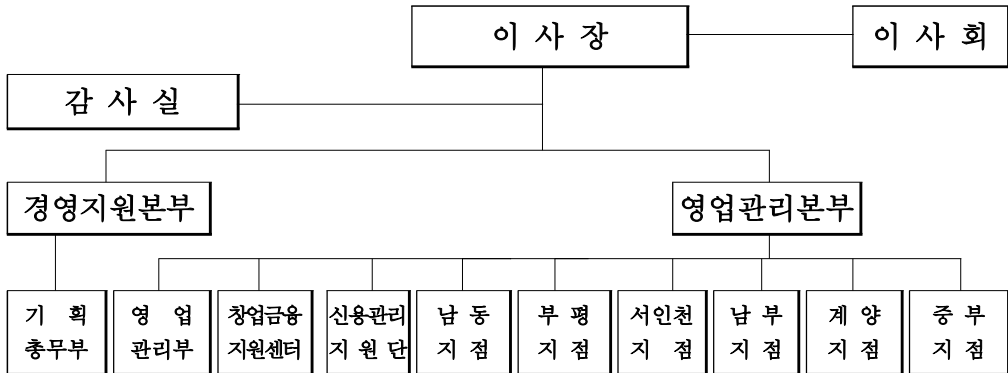 이 사 장
이 사 회
감 사 실
경영지원본부
영업관리본부
기 획
총무부
영 업
관리부
창업금융
지원센터
신용관리
지 원 단
남 동
지 점
부 평
지 점
서인천
지 점
남 부
지 점
계 양
지 점
중 부
지 점